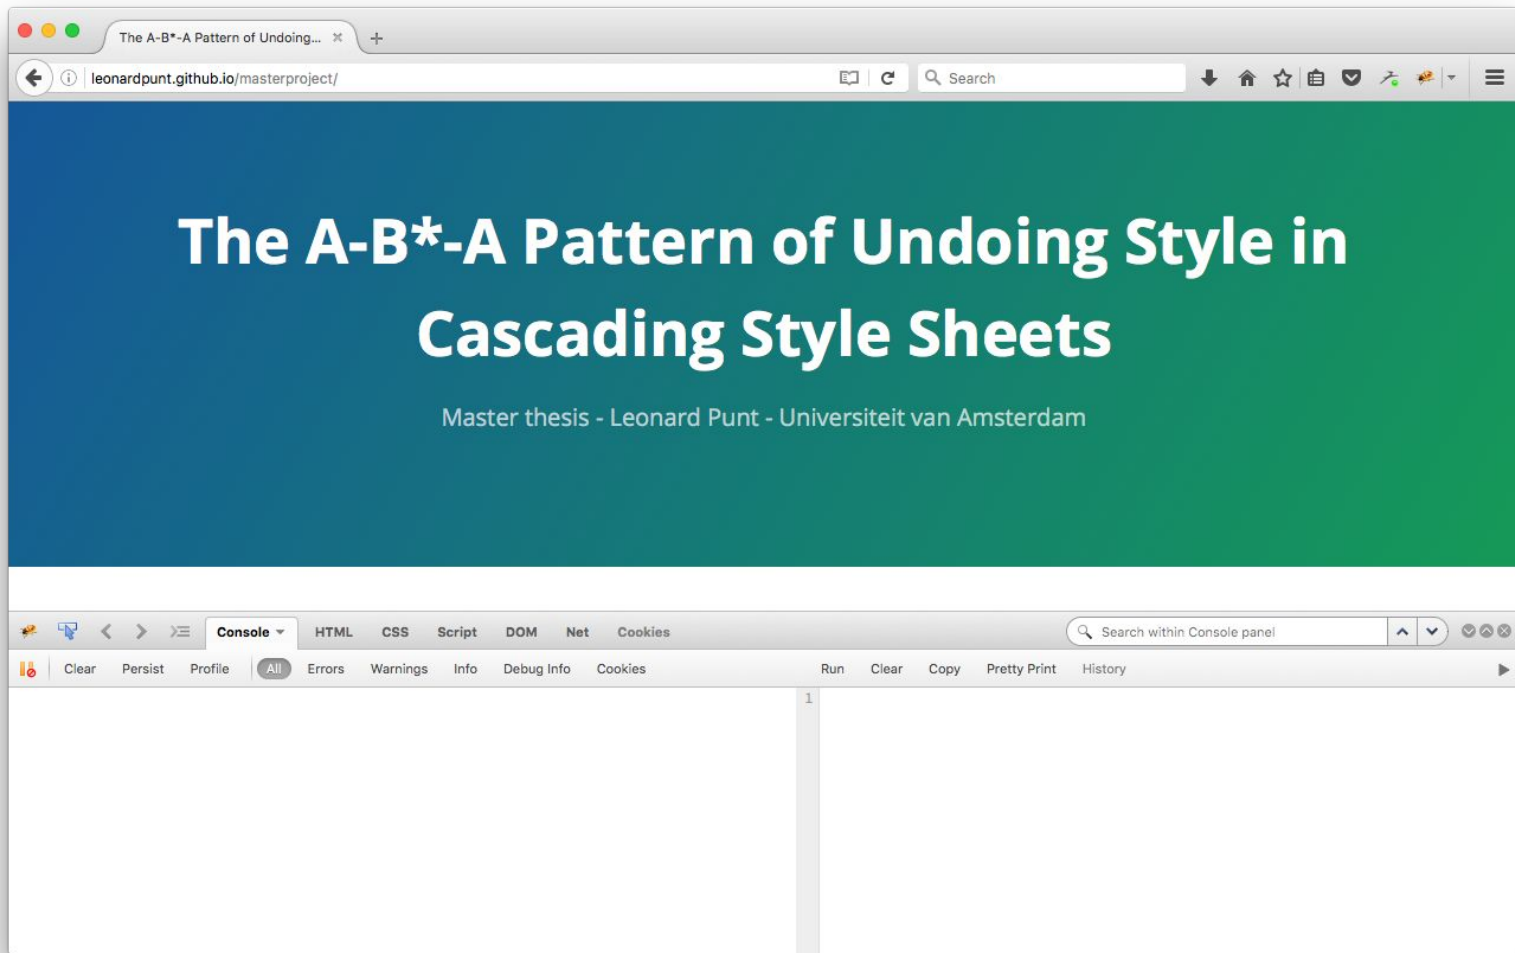 The A-B*-A Pattern of Undoing...
leonardpunt.github.io/masterproject/
Search
The A-B*-A Pattern of Undoing Style in
Cascading Style Sheets
Master thesis - Leonard Punt - Universiteit van Amsterdam
Console HTML CSS Script DOM Net Cookies
Search within Console panel
Clear Persist Profile All Errors Warnings Info Debug Info Cookies
Run Clear Copy Pretty Print History
1